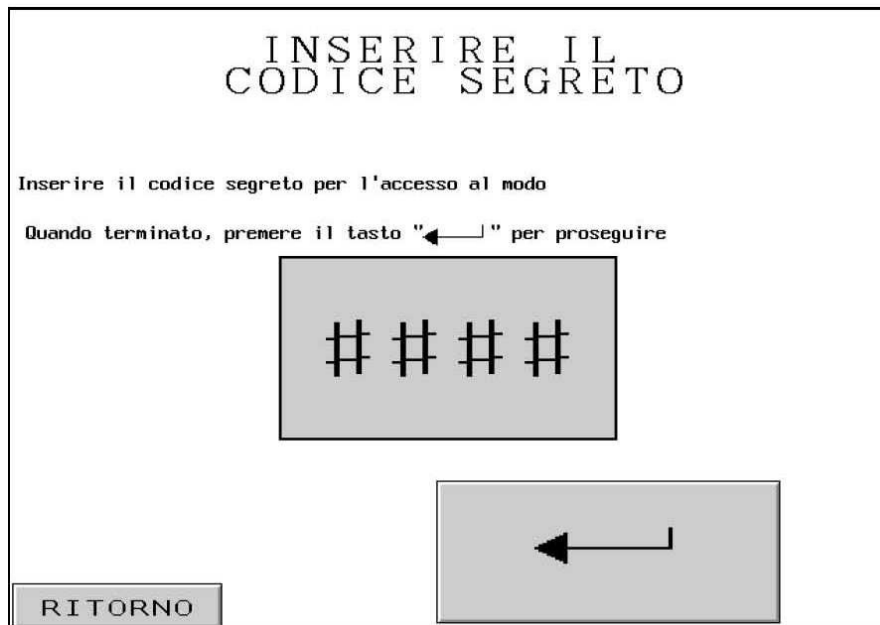 INSERIRE IL
CODICE SEGRETO
Inserire il codice segreto per l'accesso al modo
Quando terminato, premere il tasto "←┘" per proseguire
####
RITORNO